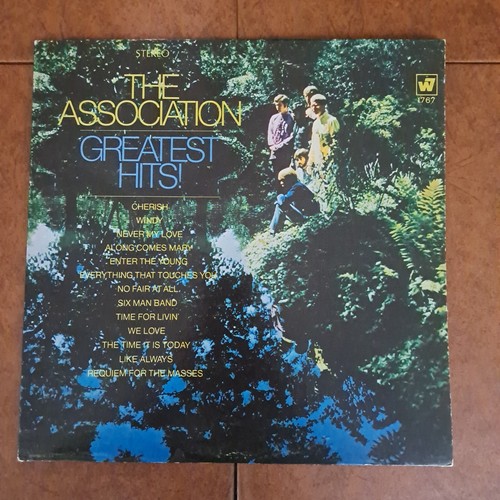 STEREO
W7
1767
THE
ASSOCIATION
GREATEST
HITS!
CHERISH
WINDY
NEVER MY LOVE
ALONG COMES MARY
ENTER THE YOUNG
EVERYTHING THAT TOUCHES YOU
NO FAIR AT ALL
SIX MAN BAND
TIME FOR LIVIN'
WE LOVE
THE TIME IT IS TODAY
LIKE ALWAYS
REQUIEM FOR THE MASSES